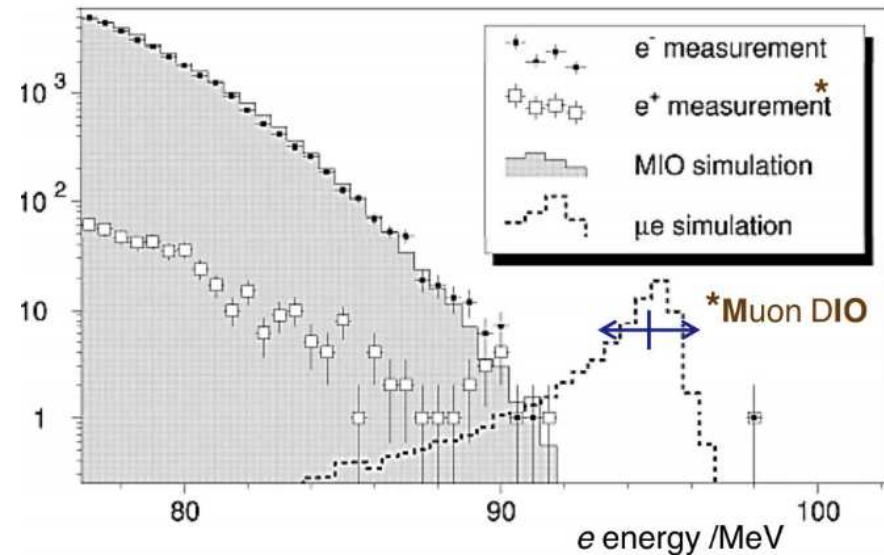 10³
10²
10
1
80
90
100
e energy /MeV
e⁻ measurement
e⁺ measurement*
MIO simulation
μe simulation
*Muon DIO